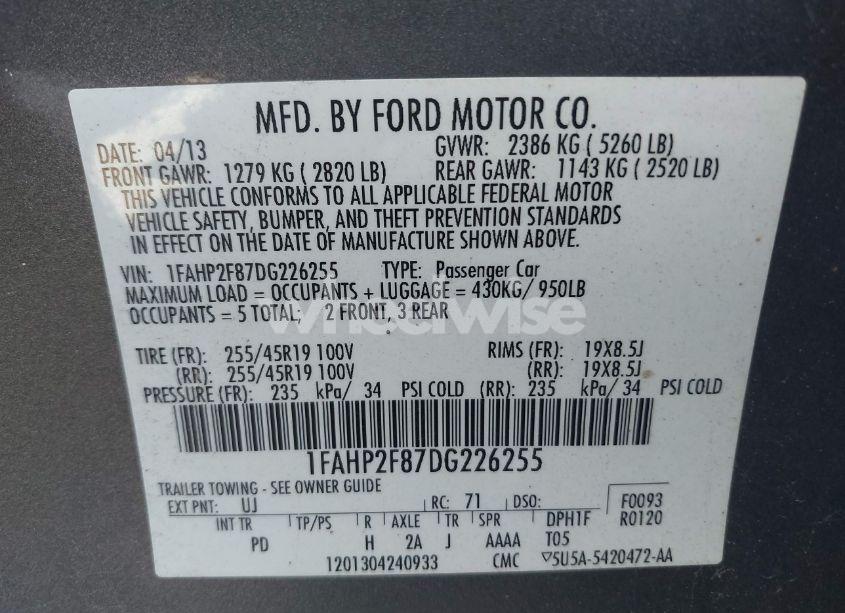 MFD. BY FORD MOTOR CO.
DATE: 04/13 GVWR: 2386 KG ( 5260 LB)
FRONT GAWR: 1279 KG ( 2820 LB) REAR GAWR: 1143 KG ( 2520 LB)
THIS VEHICLE CONFORMS TO ALL APPLICABLE FEDERAL MOTOR
VEHICLE SAFETY, BUMPER, AND THEFT PREVENTION STANDARDS
IN EFFECT ON THE DATE OF MANUFACTURE SHOWN ABOVE.
VIN: 1FAHP2F87DG226255 TYPE: Passenger Car
MAXIMUM LOAD = OCCUPANTS + LUGGAGE = 430KG/ 950LB
OCCUPANTS = 5 TOTAL; 2 FRONT, 3 REAR
wheelwise
TIRE (FR): 255/45R19 100V RIMS (FR): 19X8.5J
(RR): 255/45R19 100V (RR): 19X8.5J
PRESSURE (FR): 235 kPa/ 34 PSI COLD (RR): 235 kPa/ 34 PSI COLD
1FAHP2F87DG226255
TRAILER TOWING - SEE OWNER GUIDE
EXT PNT: UJ RC: 71 DSO: F0093
INT TR TP/PS R AXLE TR SPR DPH1F R0120
PD H 2A J AAAA T05
1201304240933 CMC 5U5A-5420472-AA